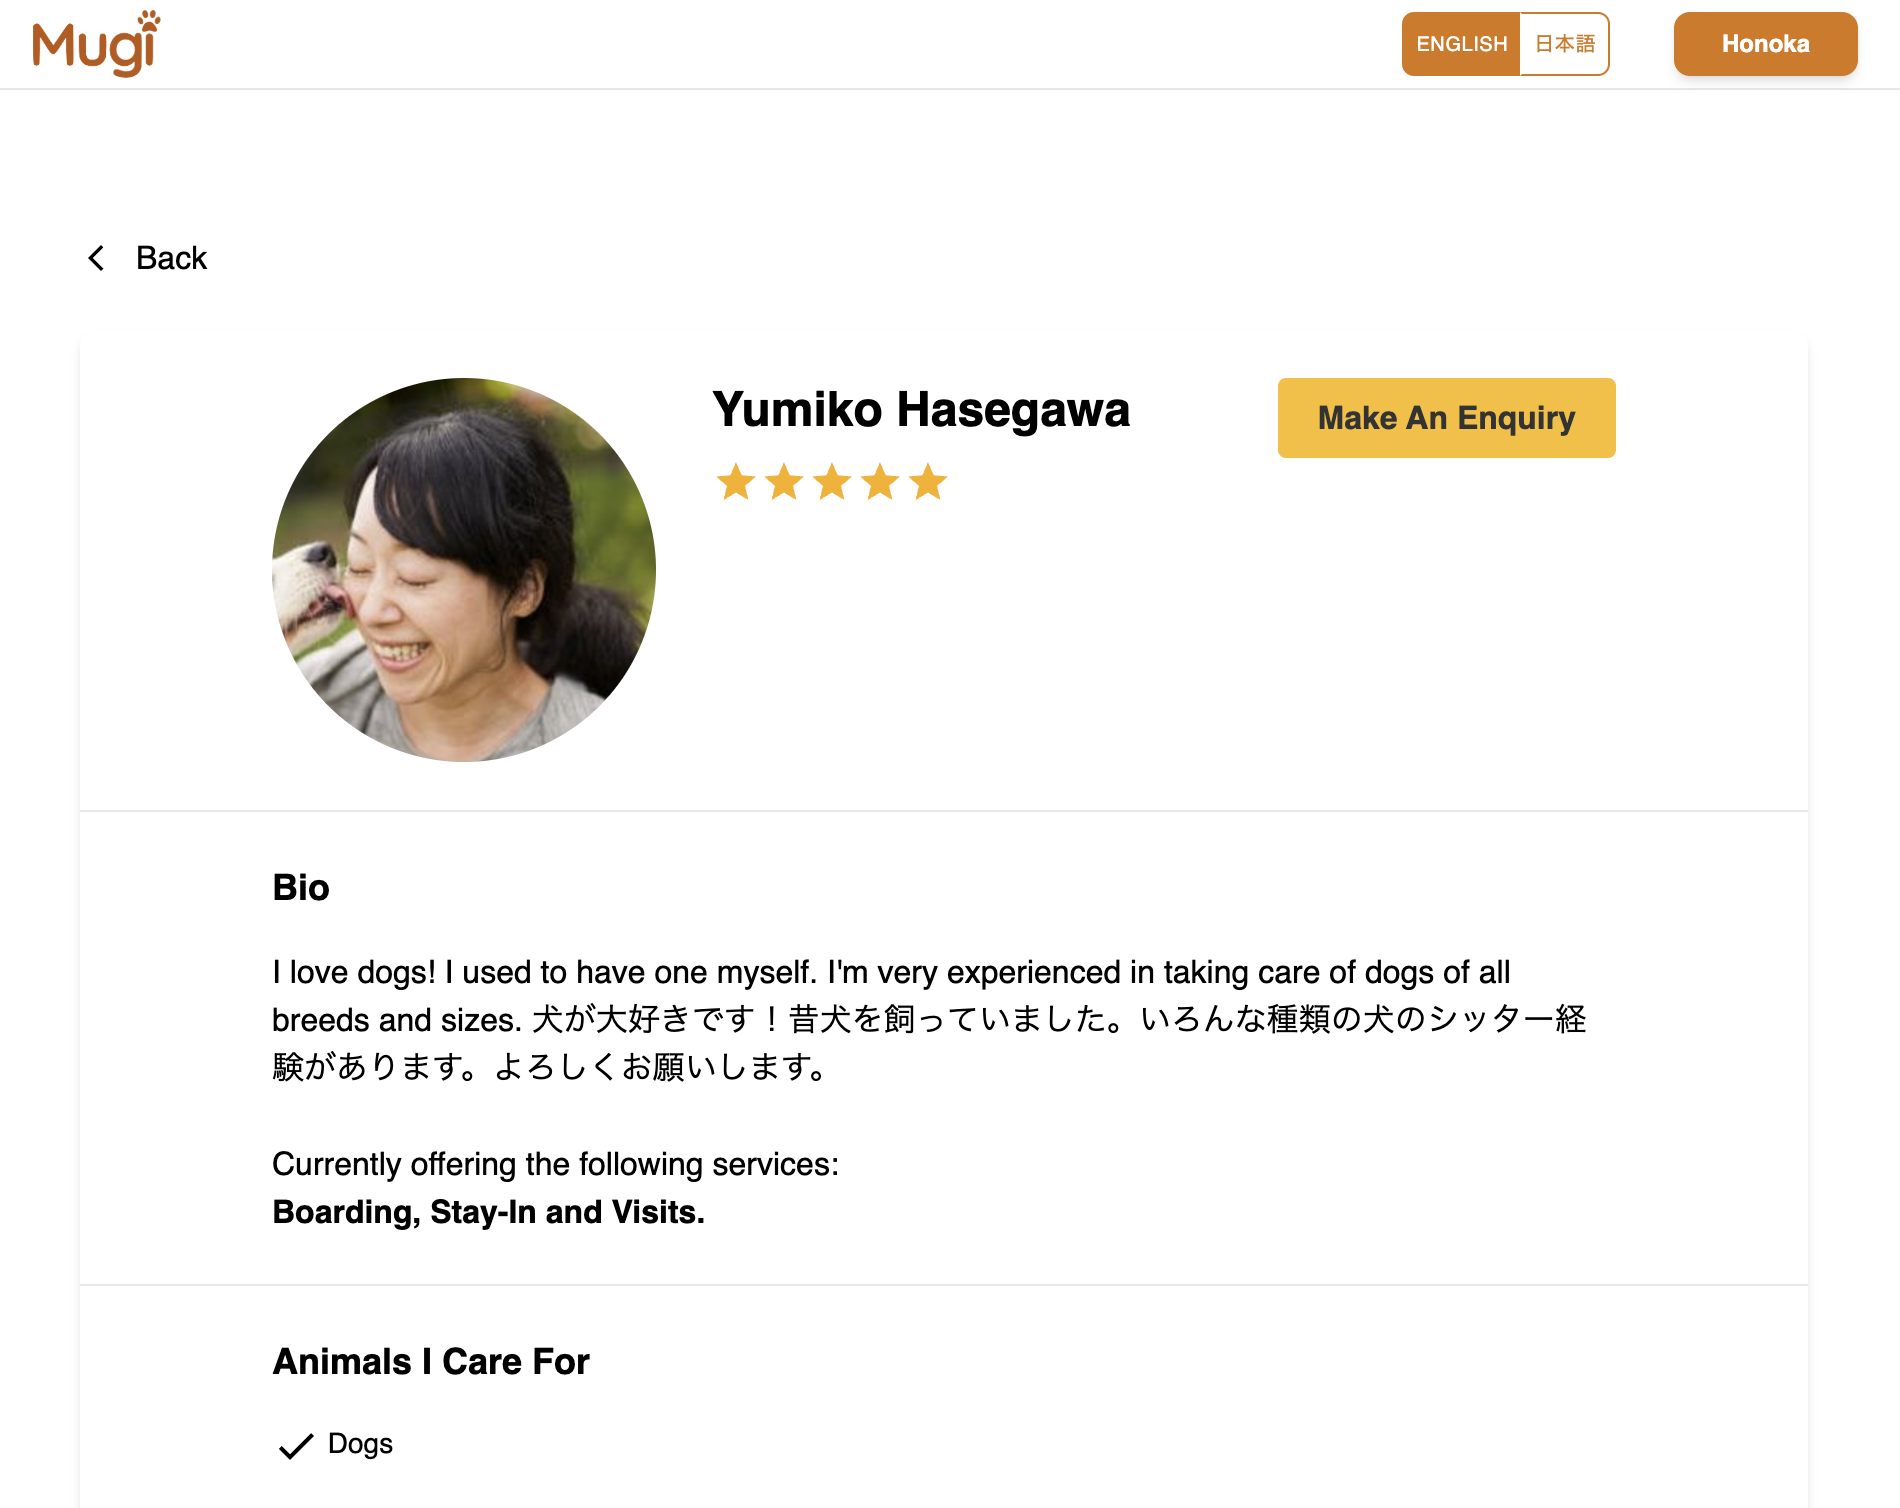 Mugi
ENGLISH 日本語
Honoka
Back
Yumiko Hasegawa
Make An Enquiry
Bio
I love dogs! I used to have one myself. I'm very experienced in taking care of dogs of all
breeds and sizes. 犬が大好きです！昔犬を飼っていました。いろんな種類の犬のシッター経
験があります。よろしくお願いします。
Currently offering the following services:
Boarding, Stay-In and Visits.
Animals I Care For
Dogs